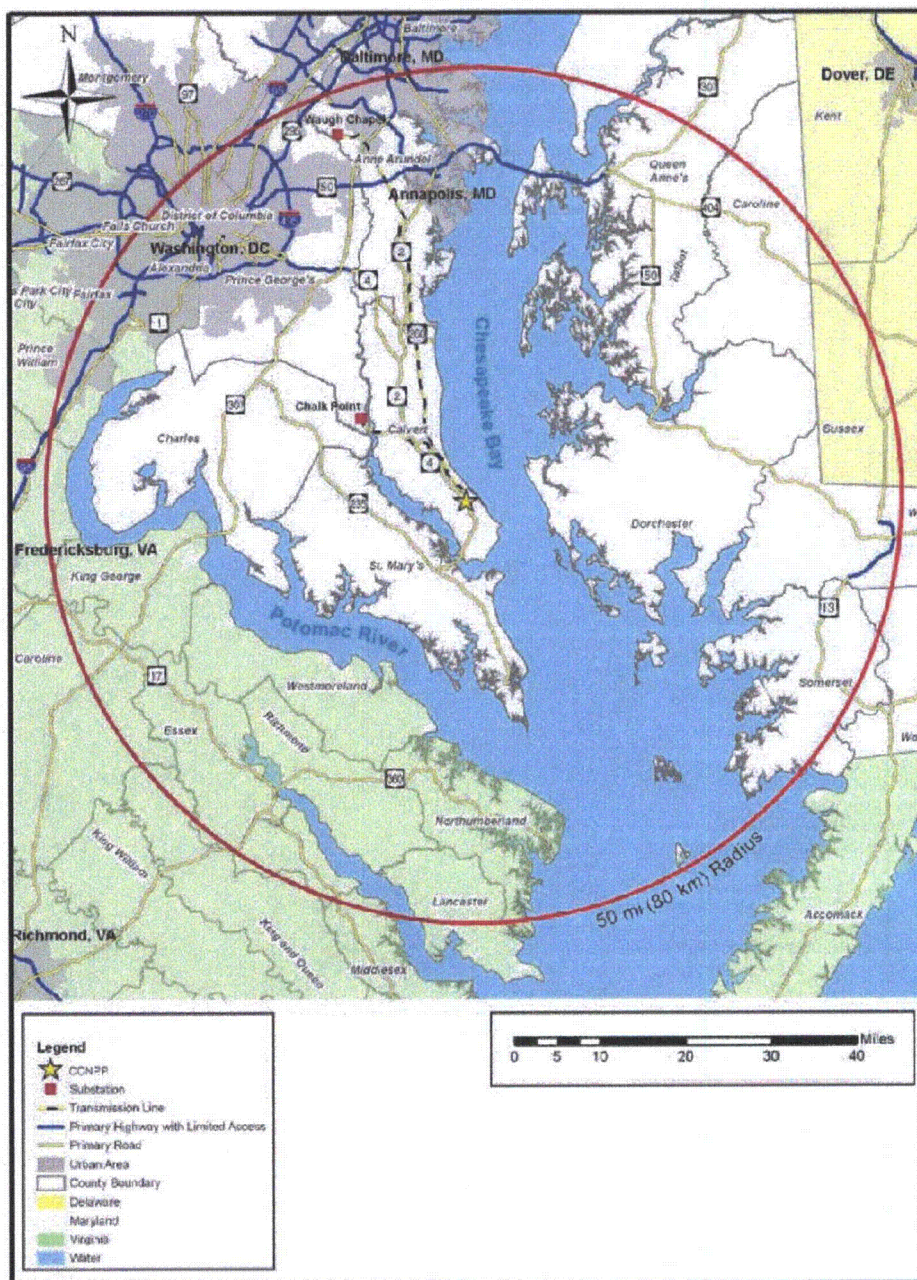 N
Baltimore
Baltimore, MD
Montgomery
97
Waugh Chapel
Dover, DE
Kent
301
Anne Arundel
Queen Anne's
50
Annapolis, MD
404
Caroline
District of Columbia
Falls Church
Fairfax City
Washington, DC
Alexandria
Prince George's
2
4
50
Talbot
Fairfax
1
Prince William
Chesapeake Bay
2
301
Chalk Point
Calvert
Charles
4
Sussex
235
Dorchester
Fredericksburg, VA
King George
St. Mary's
13
Potomac River
Caroline
17
Westmoreland
Somerset
Essex
Richmond
360
Northumberland
King William
50 mi (80 km) Radius
Lancaster
Accomack
Richmond, VA
King and Queen
Middlesex
Legend
CCNPP
Substation
Transmission Line
Primary Highway with Limited Access
Primary Road
Urban Area
County Boundary
Delaware
Maryland
Virginia
Water
0 5 10 20 30 40 Miles